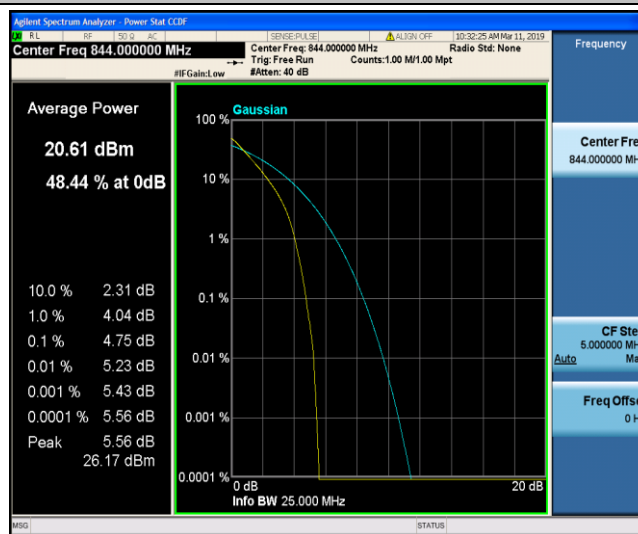 Agilent Spectrum Analyzer - Power Stat CCDF
RL RF 50 Ω AC SENSE:PULSE ALIGN OFF 10:32:25 AM Mar 11, 2019
Center Freq 844.000000 MHz
Center Freq: 844.000000 MHz Radio Std: None
Trig: Free Run Counts:1.00 M/1.00 Mpt
#IFGain:Low #Atten: 40 dB
Frequency
Average Power
20.61 dBm
48.44 % at 0dB
10.0 % 2.31 dB
1.0 % 4.04 dB
0.1 % 4.75 dB
0.01 % 5.23 dB
0.001 % 5.43 dB
0.0001 % 5.56 dB
Peak 5.56 dB
26.17 dBm
Gaussian
100 %
10 %
1 %
0.1 %
0.01 %
0.001 %
0.0001 %
0 dB 20 dB
Info BW 25.000 MHz
Center Fre
844.000000 MH
CF Ste
5.000000 MH
Auto Ma
Freq Offse
0 H
MSG STATUS